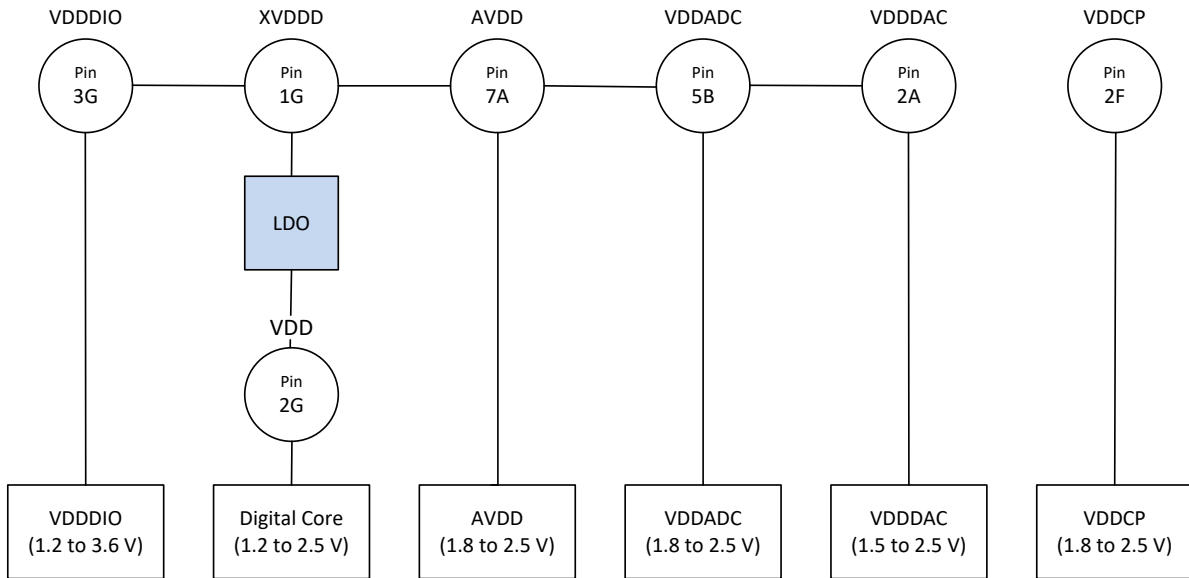 VDDDIO
XVDDD
AVDD
VDDADC
VDDDAC
VDDCP
Pin
3G
Pin
1G
Pin
7A
Pin
5B
Pin
2A
Pin
2F
LDO
VDD
Pin
2G
VDDDIO
(1.2 to 3.6 V)
Digital Core
(1.2 to 2.5 V)
AVDD
(1.8 to 2.5 V)
VDDADC
(1.8 to 2.5 V)
VDDDAC
(1.5 to 2.5 V)
VDDCP
(1.8 to 2.5 V)